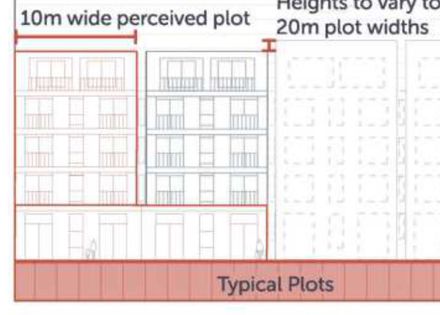 10m wide perceived plot
Heights to vary to
20m plot widths
Typical Plots